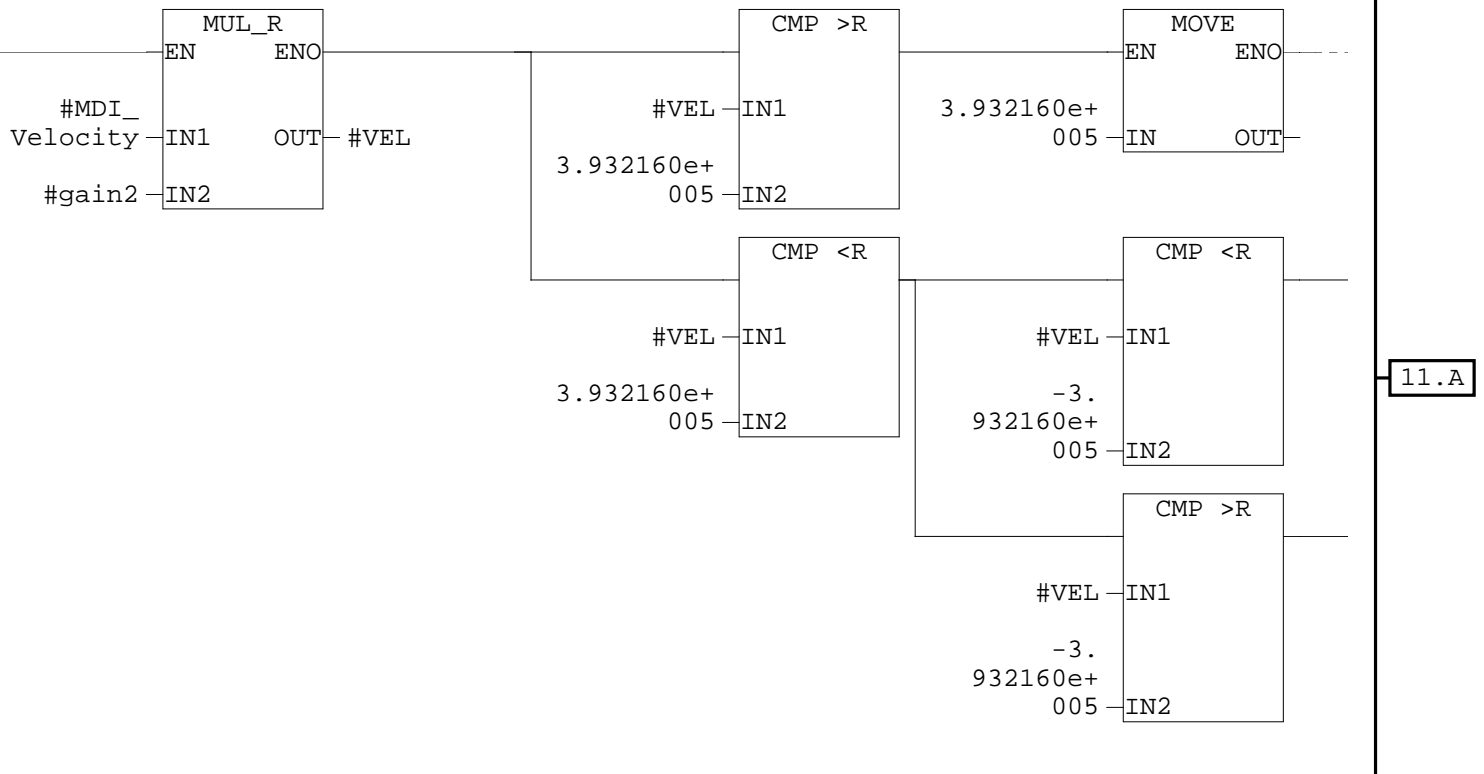 MUL_R
EN ENO
#MDI_
Velocity IN1 OUT #VEL
#gain2 IN2
CMP >R
#VEL IN1
3.932160e+
005 IN2
MOVE
EN ENO
3.932160e+
005 IN OUT
CMP <R
#VEL IN1
3.932160e+
005 IN2
CMP <R
#VEL IN1
-3.
932160e+
005 IN2
CMP >R
#VEL IN1
-3.
932160e+
005 IN2
11.A